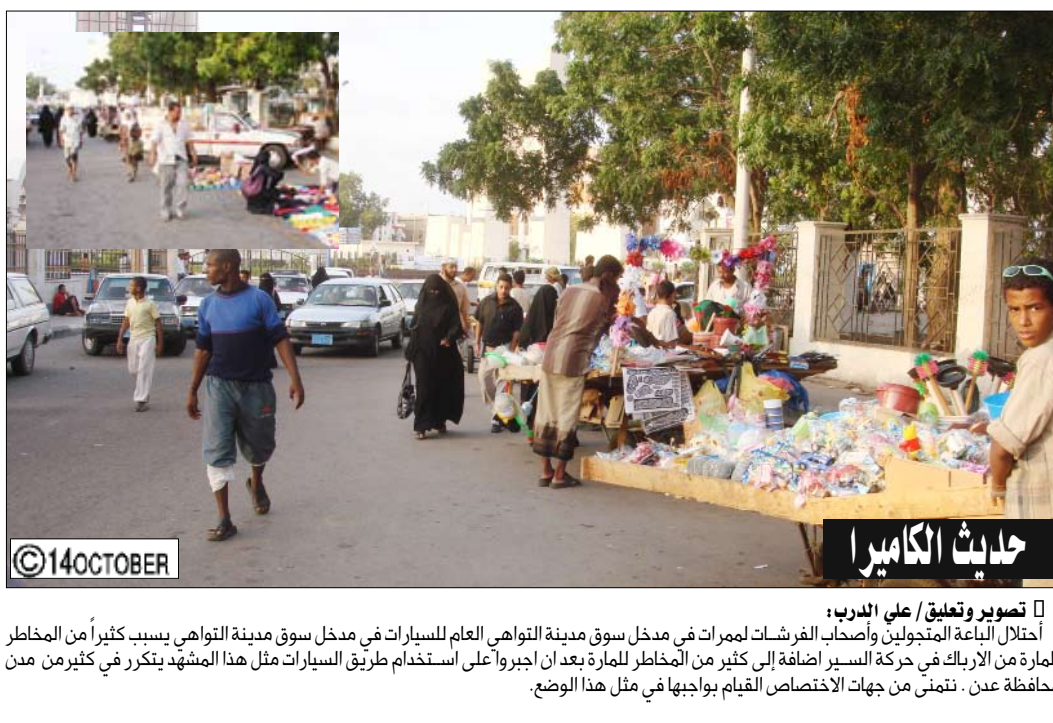 ©14OCTOBER
حديث الكاميرا
تصوير وتعليق/ علي الدرب:
أحتلال الباعة المتجولين وأصحاب الفرشات لممرات في مدخل سوق مدينة التواهي العام للسيارات في مدخل سوق مدينة التواهي يسبب كثيراً من المخاطر
لمارة من الارباك في حركة السير اضافة إلى كثير من المخاطر للمارة بعد ان اجبروا على استخدام طريق السيارات مثل هذا المشهد يتكرر في كثير من مدن
حافظة عدن . نتمنى من جهات الاختصاص القيام بواجبها في مثل هذا الوضع.